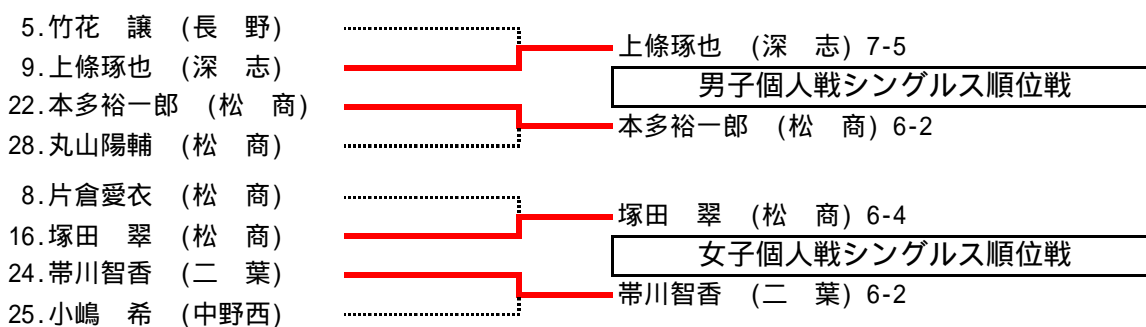 5.竹花　譲　(長　野)
9.上條琢也　(深　志)
22.本多裕一郎　(松　商)
28.丸山陽輔　(松　商)
上條琢也　(深　志) 7-5
男子個人戦シングルス順位戦
本多裕一郎　(松　商) 6-2
8.片倉愛衣　(松　商)
16.塚田　翠　(松　商)
24.帯川智香　(二　葉)
25.小嶋　希　(中野西)
塚田　翠　(松　商) 6-4
女子個人戦シングルス順位戦
帯川智香　(二　葉) 6-2